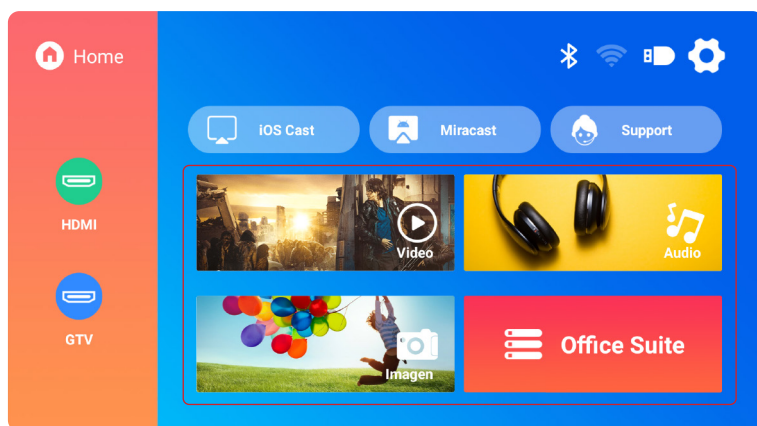 Home
iOS Cast
Miracast
Support
HDMI
Video
Audio
GTV
Imagen
Office Suite